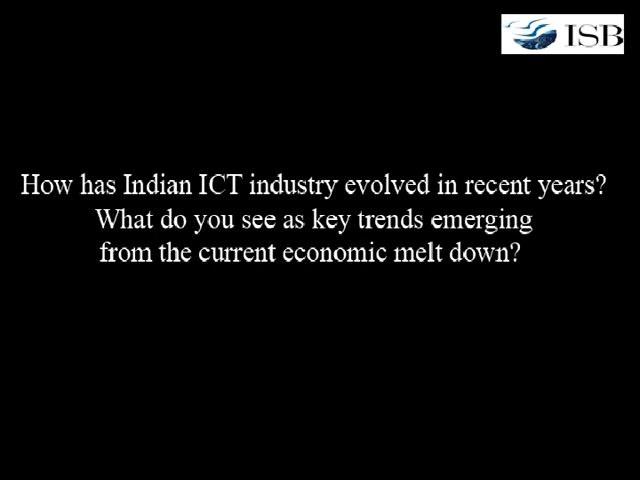 ISB
How has Indian ICT industry evolved in recent years?
What do you see as key trends emerging
from the current economic melt down?